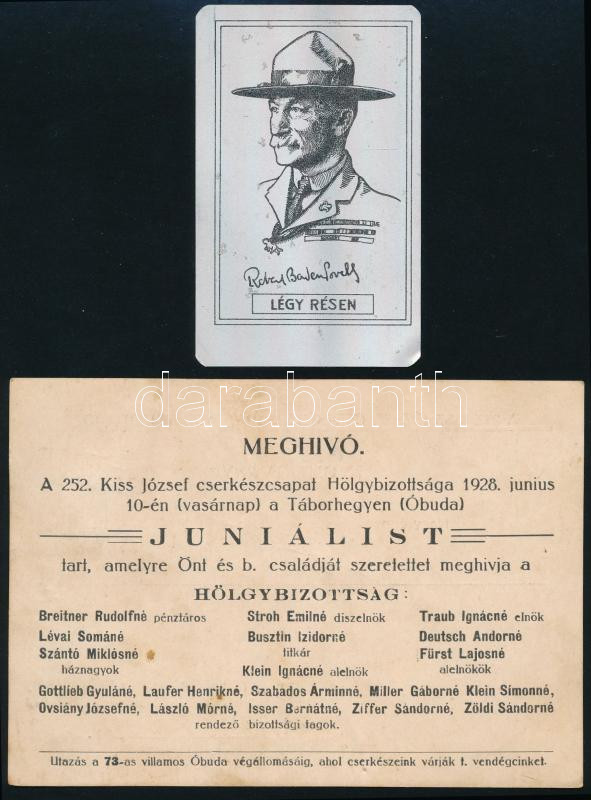 Robert Baden Powell
LÉGY RÉSEN
darabanth
MEGHIVÓ.
A 252. Kiss József cserkészcsapat Hölgybizottsága 1928. junius
10-én (vasárnap) a Táborhegyen (Óbuda)
JUNIÁLIST
tart, amelyre Önt és b. családját szeretettet meghivja a
HÖLGYBIZOTTSÁG:
Breitner Rudolfné pénztáros Stroh Emilné diszelnök Traub Ignácné elnök
Lévai Sománé Busztin Izidorné Deutsch Andorné
Szántó Miklósné titkár Fürst Lajosné
háznagyok Klein Ignácné alelnök alelnökök
Gottlieb Gyuláné, Laufer Henrikné, Szabados Árminné, Miller Gáborné Klein Simonné,
Ovsiány Józsefné, László Mórné, Isser Bernátné, Ziffer Sándorné, Zöldi Sándorné
rendező bizottsági tagok.
Utazás a 73-as villamos Óbuda végállomásáig, ahol cserkészeink várják t. vendégcinket.